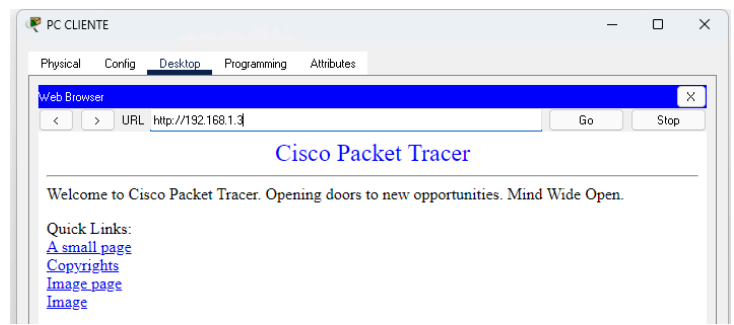 PC CLIENTE
Physical Config Desktop Programming Attributes
Web Browser X
< > URL http://192.168.1.3 Go Stop
Cisco Packet Tracer
Welcome to Cisco Packet Tracer. Opening doors to new opportunities. Mind Wide Open.
Quick Links:
A small page
Copyrights
Image page
Image